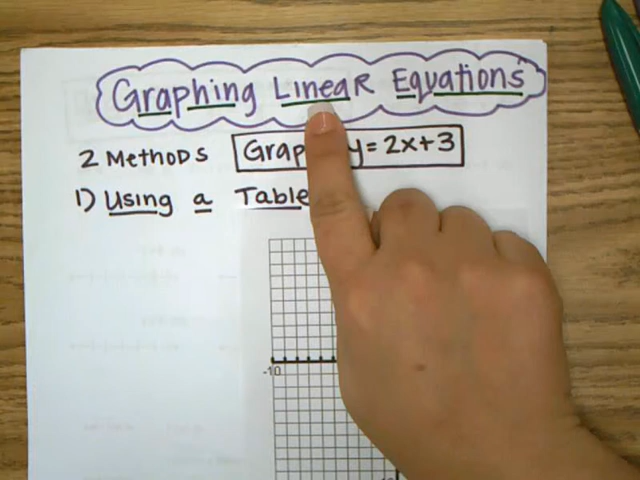 Graphing Linear Equations
2 Methods Grap y = 2x+3
1) Using a Table
-10